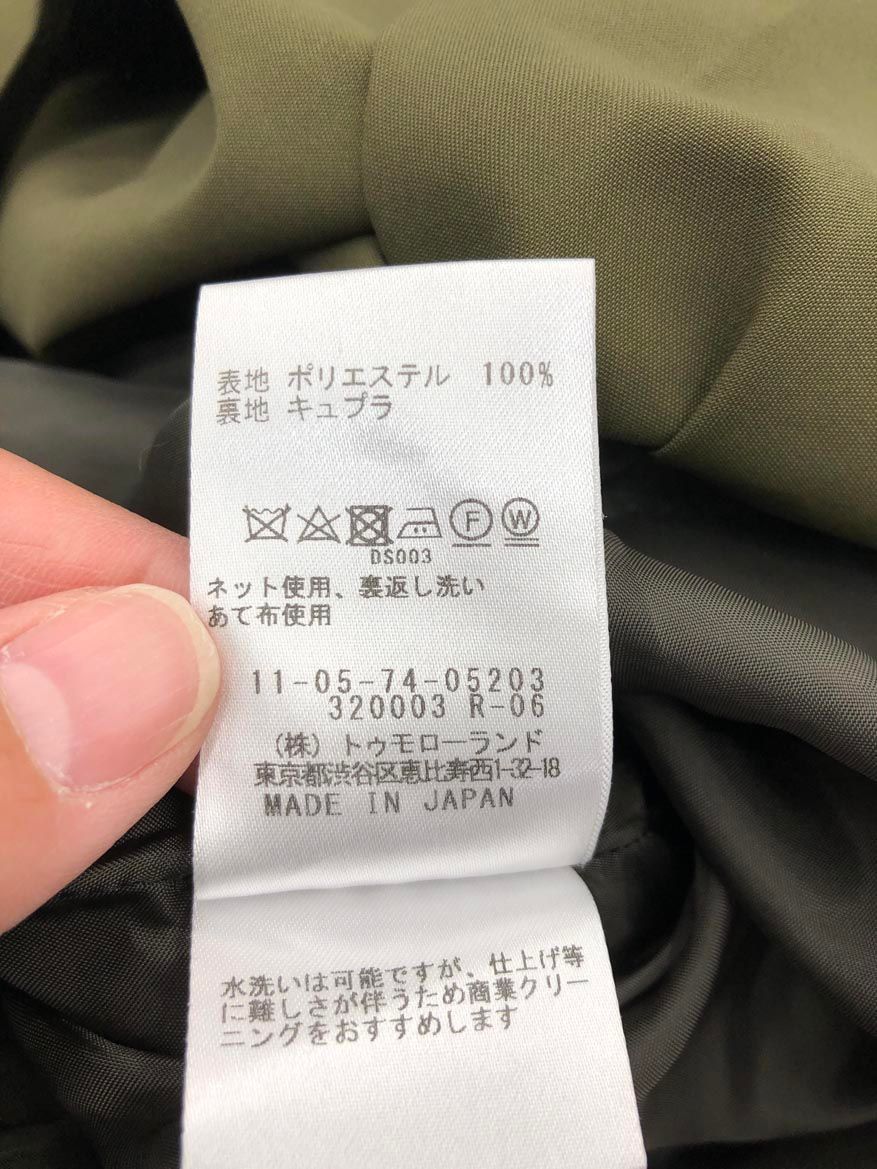 表地 ポリエステル 100%
裏地 キュプラ
F W
DS003
ネット使用、裏返し洗い
あて布使用
11-05-74-05203
320003 R-06
(株) トゥモローランド
東京都渋谷区恵比寿西1-32-18
MADE IN JAPAN
水洗いは可能ですが、仕上げ等
に難しさが伴うため商業クリー
ニングをおすすめします